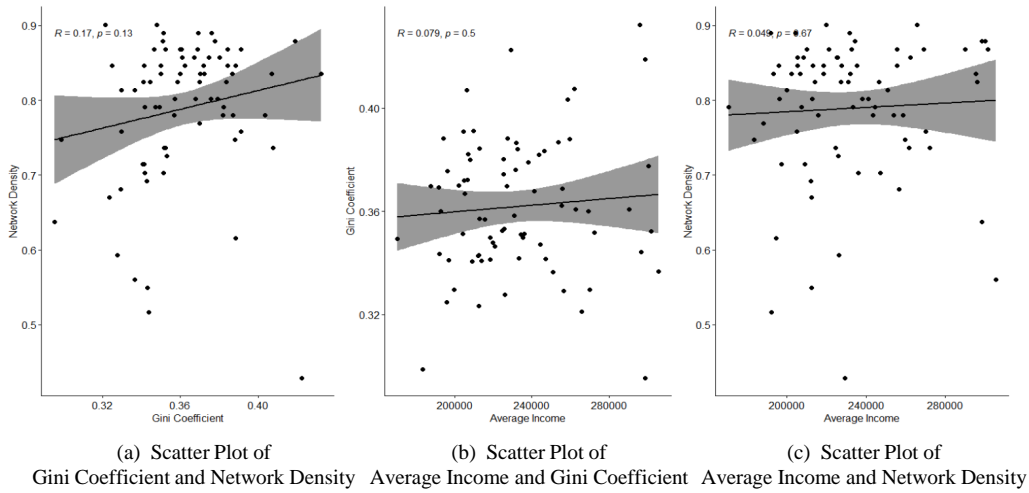 R = 0.17, p = 0.13
0.9
0.8
0.7
0.6
0.5
Network Density
0.32
0.36
0.40
Gini Coefficient
R = 0.079, p = 0.5
0.40
0.36
0.32
Gini Coefficient
200000
240000
280000
Average Income
R = 0.049, p = 0.67
0.9
0.8
0.7
0.6
0.5
Network Density
200000
240000
280000
Average Income
(a) Scatter Plot of
Gini Coefficient and Network Density
(b) Scatter Plot of
Average Income and Gini Coefficient
(c) Scatter Plot of
Average Income and Network Density